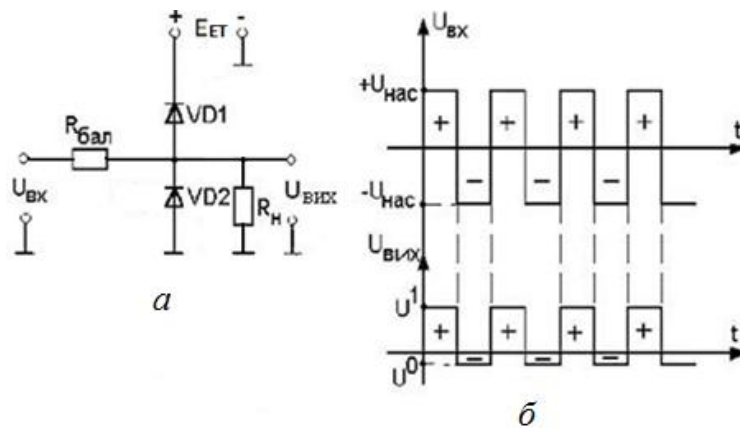 + EЕТ -
VD1
Rбал
Uвх
VD2
Rн
Uвих
а
Uвх
+Uнас
+ + + +
t
- - -
-Uнас
Uвих
U¹
+ + + +
t
- - -
U⁰
б